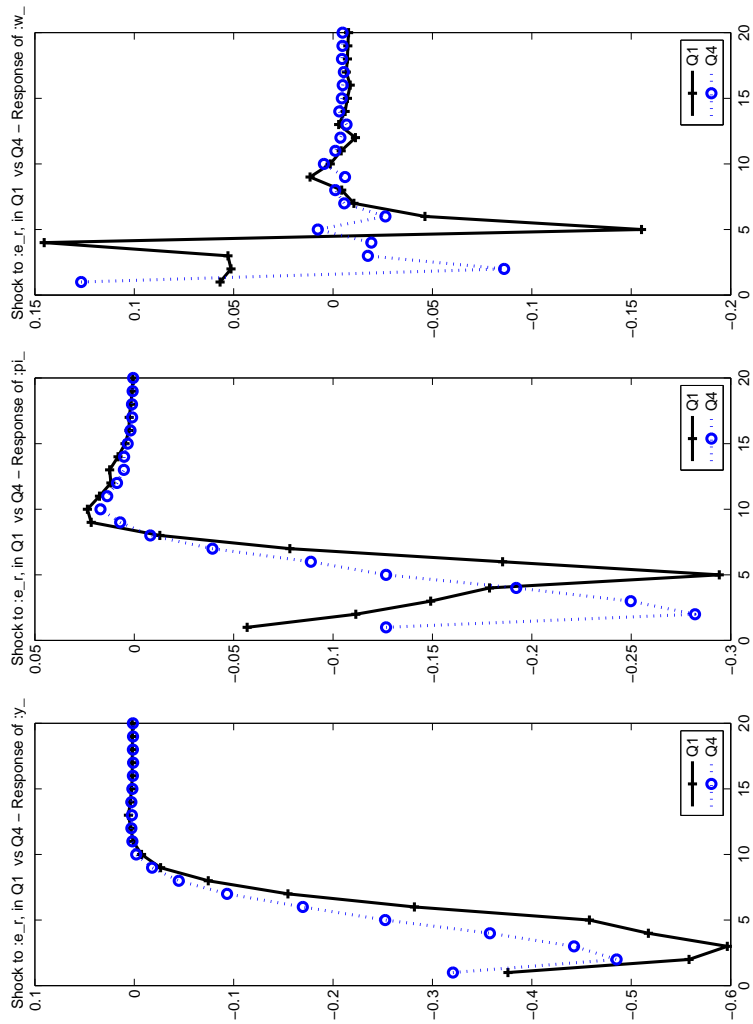 Shock to :e_r, in Q1 vs Q4 − Response of :y_
0.1
0
−0.1
−0.2
−0.3
−0.4
−0.5
−0.6
0 5 10 15 20
Q1
Q4
Shock to :e_r, in Q1 vs Q4 − Response of :pi_
0.05
0
−0.05
−0.1
−0.15
−0.2
−0.25
−0.3
0 5 10 15 20
Q1
Q4
Shock to :e_r, in Q1 vs Q4 − Response of :w_
0.15
0.1
0.05
0
−0.05
−0.1
−0.15
−0.2
0 5 10 15 20
Q1
Q4